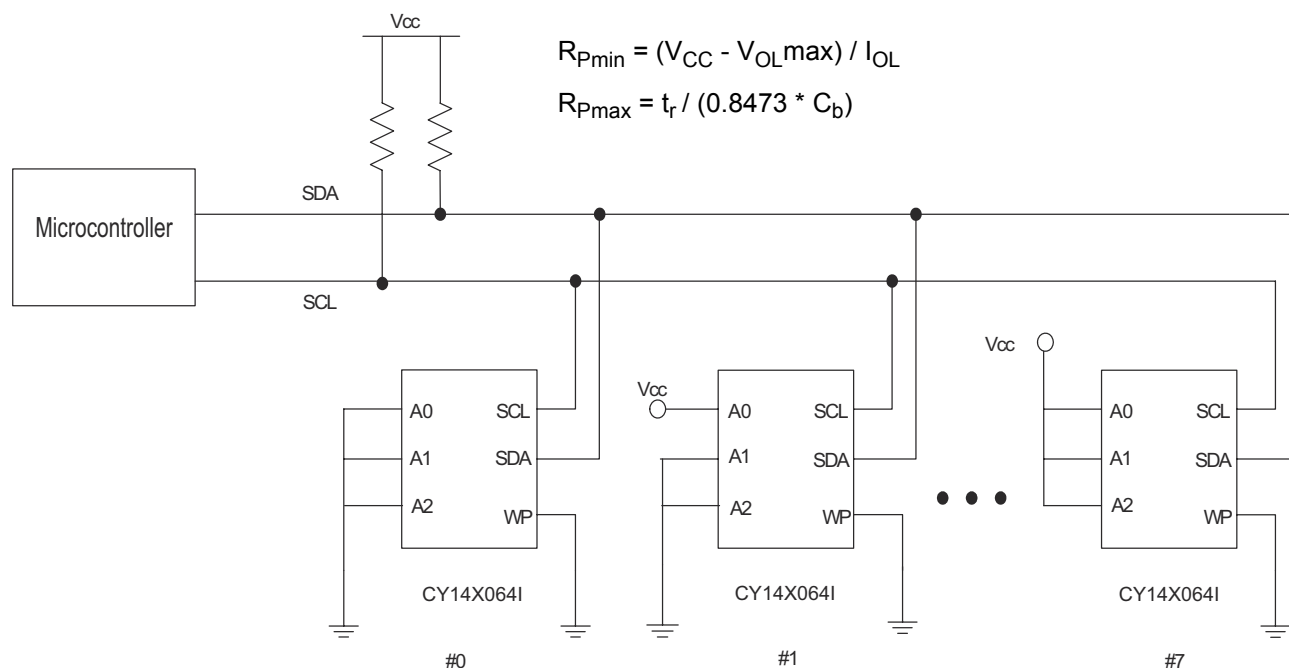 Vcc
R_Pmin = (V_CC - V_OLmax) / I_OL
R_Pmax = t_r / (0.8473 * C_b)
Microcontroller
SDA
SCL
A0
A1
A2
SCL
SDA
WP
CY14X064I
#0
Vcc
A0
A1
A2
SCL
SDA
WP
CY14X064I
#1
Vcc
A0
A1
A2
SCL
SDA
WP
CY14X064I
#7